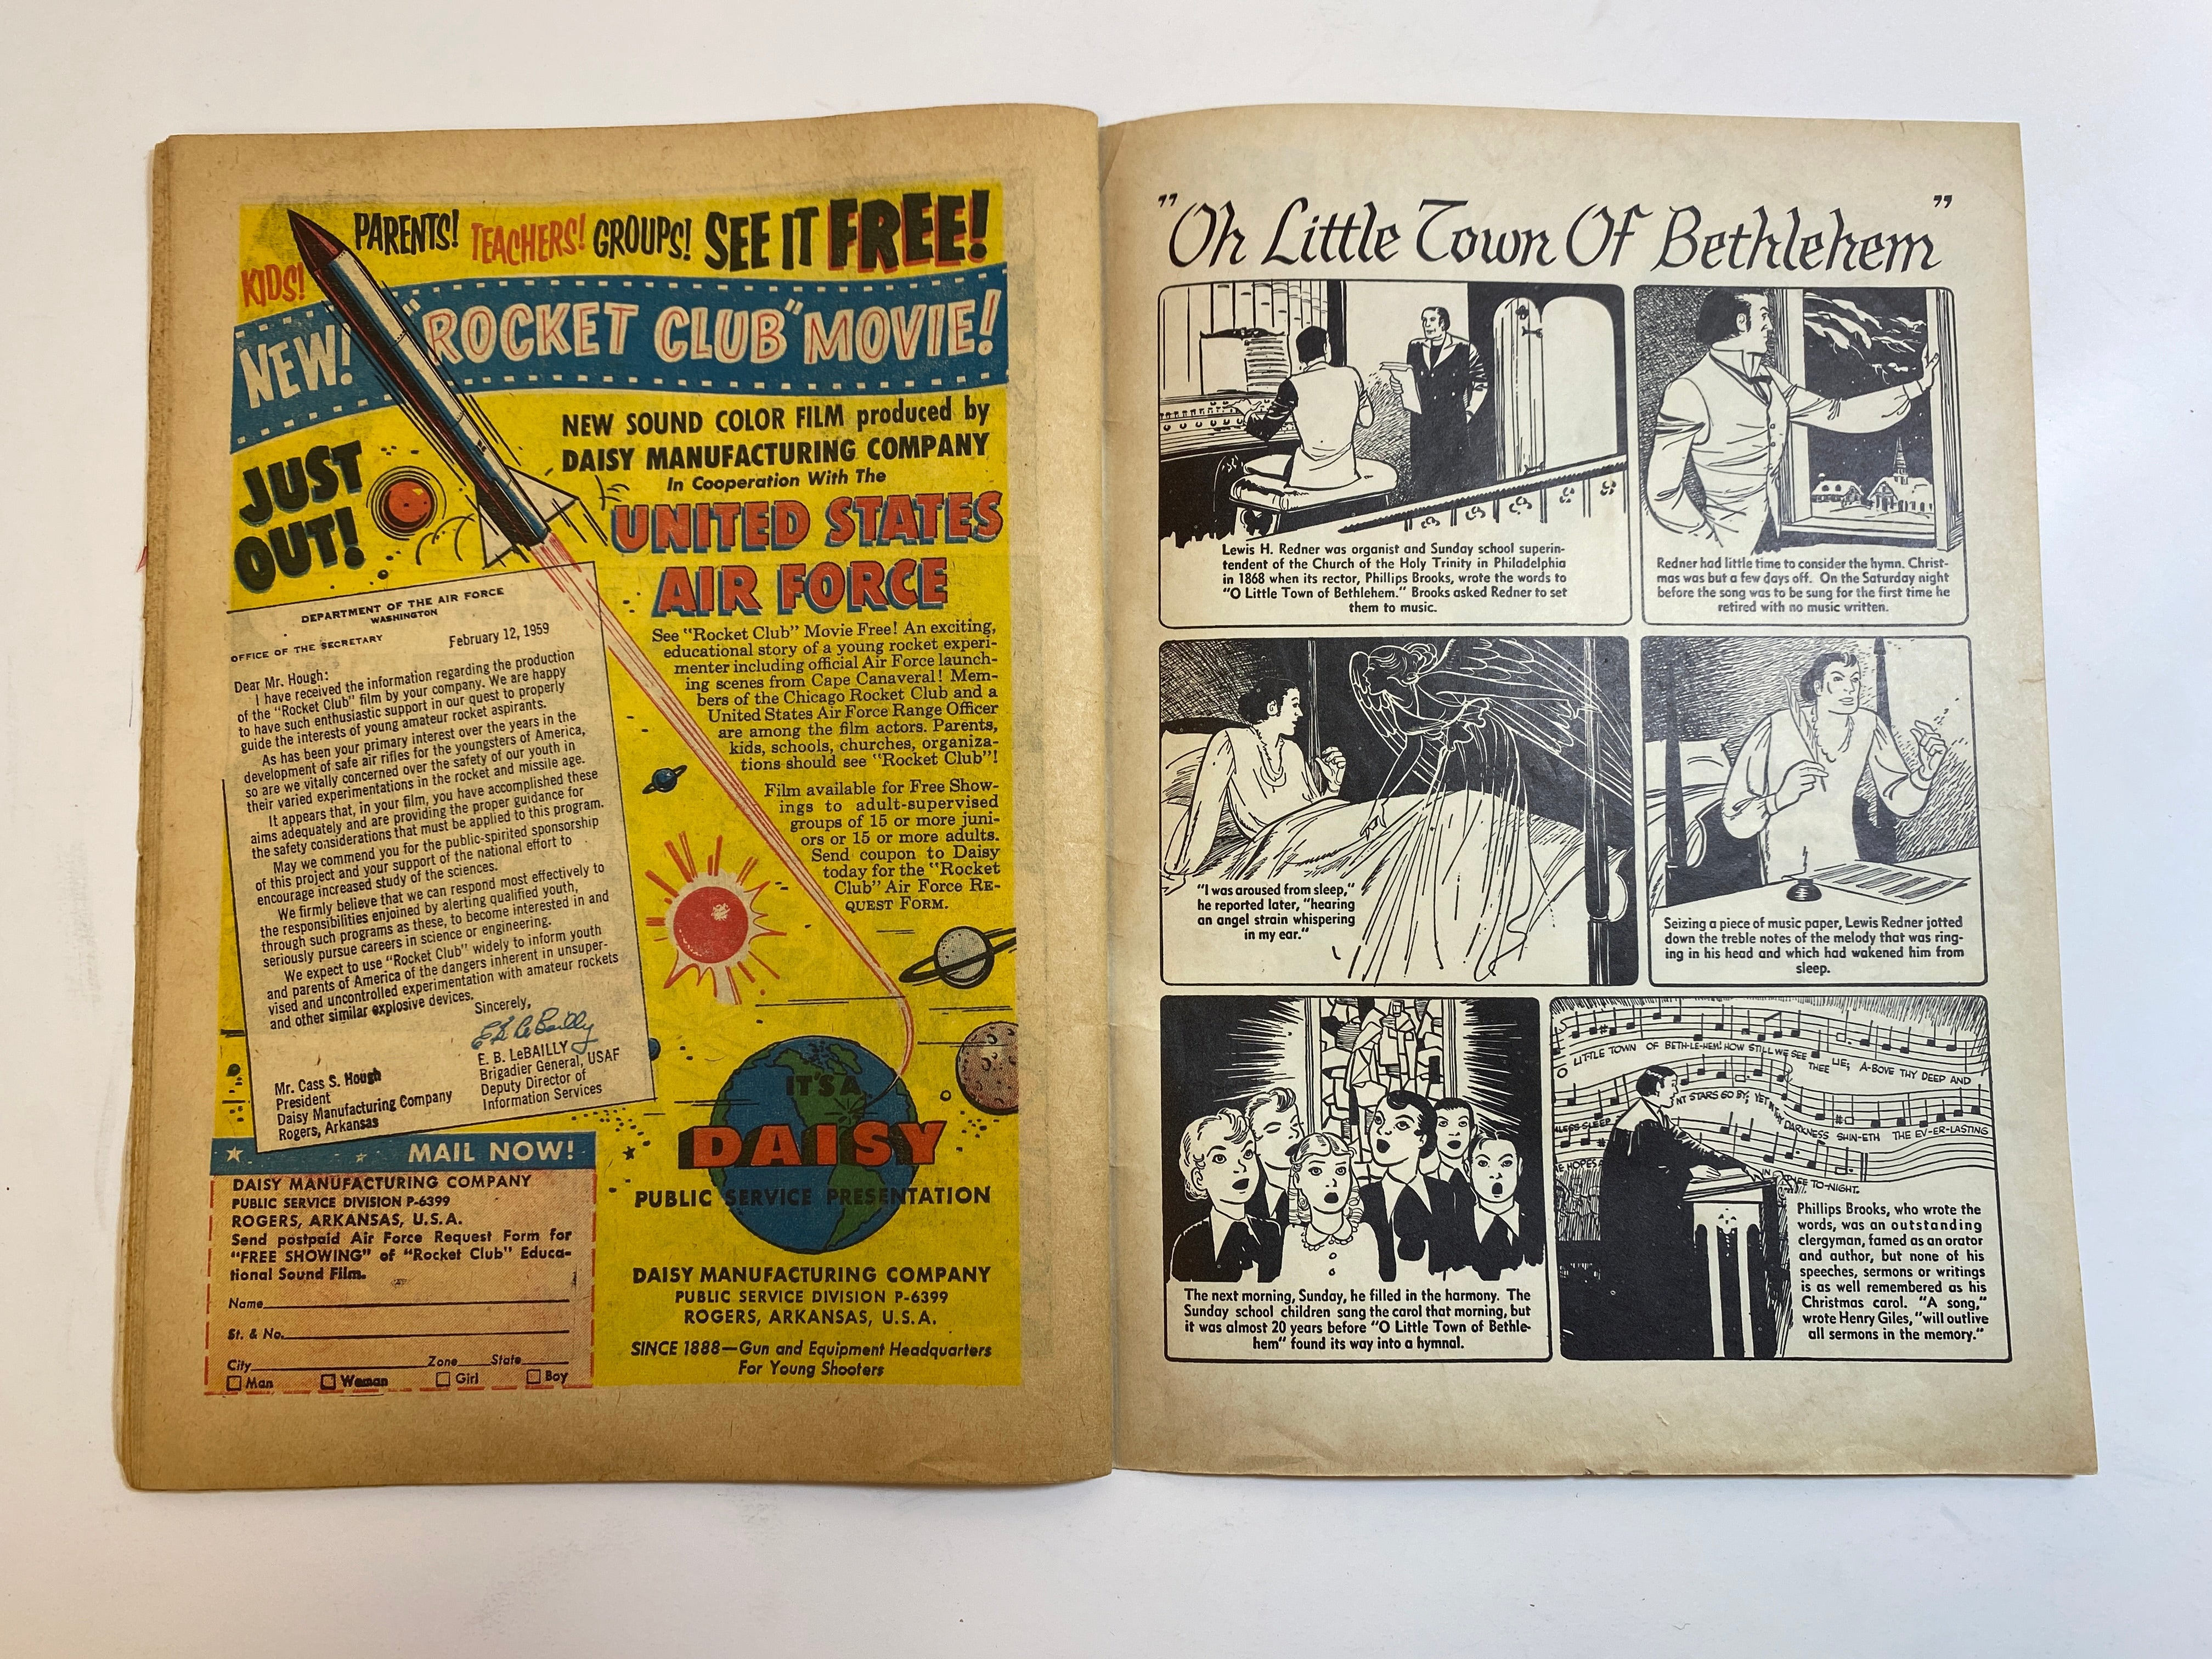 KIDS! PARENTS! TEACHERS! GROUPS! SEE IT FREE!
NEW! "ROCKET CLUB" MOVIE!
JUST
OUT!
NEW SOUND COLOR FILM produced by
DAISY MANUFACTURING COMPANY
In Cooperation With The
UNITED STATES
AIR FORCE
See "Rocket Club" Movie Free! An exciting,
educational story of a young rocket experi-
menter including official Air Force launch-
ing scenes from Cape Canaveral! Mem-
bers of the Chicago Rocket Club and a
United States Air Force Range Officer
are among the film actors. Parents,
kids, schools, churches, organiza-
tions should see "Rocket Club"!
Film available for Free Show-
ings to adult-supervised
groups of 15 or more juni-
ors or 15 or more adults.
Send coupon to Daisy
today for the "Rocket
Club" Air Force RE-
QUEST FORM.
DEPARTMENT OF THE AIR FORCE
WASHINGTON
OFFICE OF THE SECRETARY
February 12, 1959
Dear Mr. Hough:
I have received the information regarding the production
of the "Rocket Club" film by your company. We are happy
to have such enthusiastic support in our quest to properly
guide the interests of young amateur rocket aspirants.
As has been your primary interest over the years in the
development of safe air rifles for the youngsters of America,
so are we vitally concerned over the safety of our youth in
their varied experimentations in the rocket and missile age.
It appears that, in your film, you have accomplished these
aims adequately and are providing the proper guidance for
the safety considerations that must be applied to this program.
May we commend you for the public-spirited sponsorship
of this project and your support of the national effort to
encourage increased study of the sciences.
We firmly believe that we can respond most effectively to
the responsibilities enjoined by alerting qualified youth,
through such programs as these, to become interested in and
seriously pursue careers in science or engineering.
We expect to use "Rocket Club" widely to inform youth
and parents of America of the dangers inherent in unsuper-
vised and uncontrolled experimentation with amateur rockets
and other similar explosive devices.
Sincerely,
E B LeBailly
E. B. LeBAILLY
Brigadier General, USAF
Deputy Director of
Information Services
Mr. Cass S. Hough
President
Daisy Manufacturing Company
Rogers, Arkansas
MAIL NOW!
DAISY MANUFACTURING COMPANY
PUBLIC SERVICE DIVISION P-6399
ROGERS, ARKANSAS, U.S.A.
Send postpaid Air Force Request Form for
"FREE SHOWING" of "Rocket Club" Educa-
tional Sound Film.
Name
St. & No.
City Zone State
Man Woman Girl Boy
IT'S A
DAISY
PUBLIC SERVICE PRESENTATION
DAISY MANUFACTURING COMPANY
PUBLIC SERVICE DIVISION P-6399
ROGERS, ARKANSAS, U.S.A.
SINCE 1888—Gun and Equipment Headquarters
For Young Shooters
"Oh Little Town Of Bethlehem"
Lewis H. Redner was organist and Sunday school superin-
tendent of the Church of the Holy Trinity in Philadelphia
in 1868 when its rector, Phillips Brooks, wrote the words to
"O Little Town of Bethlehem." Brooks asked Redner to set
them to music.
Redner had little time to consider the hymn. Christ-
mas was but a few days off. On the Saturday night
before the song was to be sung for the first time he
retired with no music written.
"I was aroused from sleep,"
he reported later, "hearing
an angel strain whispering
in my ear."
Seizing a piece of music paper, Lewis Redner jotted
down the treble notes of the melody that was ring-
ing in his head and which had wakened him from
sleep.
The next morning, Sunday, he filled in the harmony. The
Sunday school children sang the carol that morning, but
it was almost 20 years before "O Little Town of Bethle-
hem" found its way into a hymnal.
O LITTLE TOWN OF BETH-LE-HEM! HOW STILL WE SEE THEE LIE; A-BOVE THY DEEP AND
SLEEP NT STARS GO BY; YET IN DARKNESS SHIN-ETH THE EV-ER-LASTING
HOPES IN TO-NIGHT.
Phillips Brooks, who wrote the
words, was an outstanding
clergyman, famed as an orator
and author, but none of his
speeches, sermons or writings
is as well remembered as his
Christmas carol. "A song,"
wrote Henry Giles, "will outlive
all sermons in the memory."